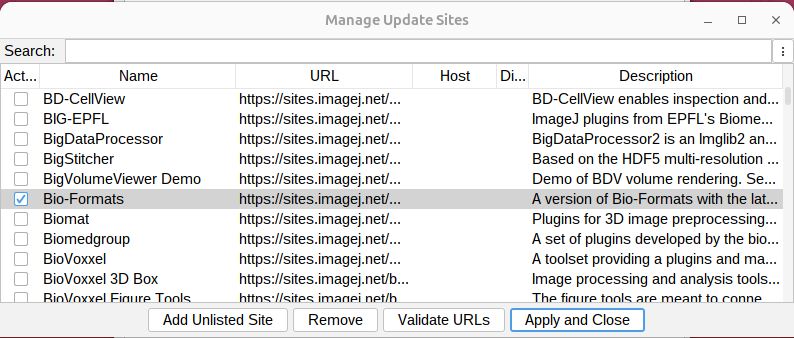 Manage Update Sites
Search:
Act... Name URL Host Di... Description
BD-CellView https://sites.imagej.net/... BD-CellView enables inspection and...
BIG-EPFL https://sites.imagej.net/... ImageJ plugins from EPFL's Biome...
BigDataProcessor https://sites.imagej.net/... BigDataProcessor2 is an Imglib2 an...
BigStitcher https://sites.imagej.net/... Based on the HDF5 multi-resolution ...
BigVolumeViewer Demo https://sites.imagej.net/... Demo of BDV volume rendering. Se...
Bio-Formats https://sites.imagej.net/... A version of Bio-Formats with the lat...
Biomat https://sites.imagej.net/... Plugins for 3D image preprocessing...
Biomedgroup https://sites.imagej.net/... A set of plugins developed by the bio...
BioVoxxel https://sites.imagej.net/... A toolset providing a plugins and ma...
BioVoxxel 3D Box https://sites.imagej.net/b... Image processing and analysis tools...
BioVoxxel Figure Tools https://sites.imagej.net/b... The figure tools are meant to conne...
Add Unlisted Site Remove Validate URLs Apply and Close